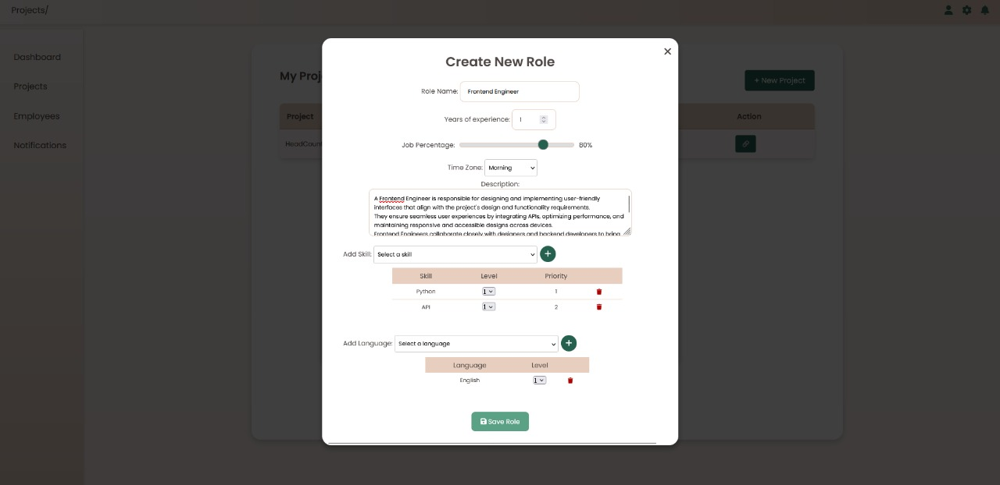 Projects/
Dashboard
Projects
Employees
Notifications
My Proj
+ New Project
Project
Action
HeadCount
Create New Role
Role Name: Frontend Engineer
Years of experience: 1
Job Percentage: 80%
Time Zone: Morning
Description:
A Frontend Engineer is responsible for designing and implementing user-friendly
interfaces that align with the project's design and functionality requirements.
They ensure seamless user experiences by integrating APIs, optimizing performance, and
maintaining responsive and accessible designs across devices.
Frontend Engineers collaborate closely with designers and backend developers to bring
Add Skill: Select a skill
Skill Level Priority
Python 1 1
API 1 2
Add Language: Select a language
Language Level
English 1
Save Role